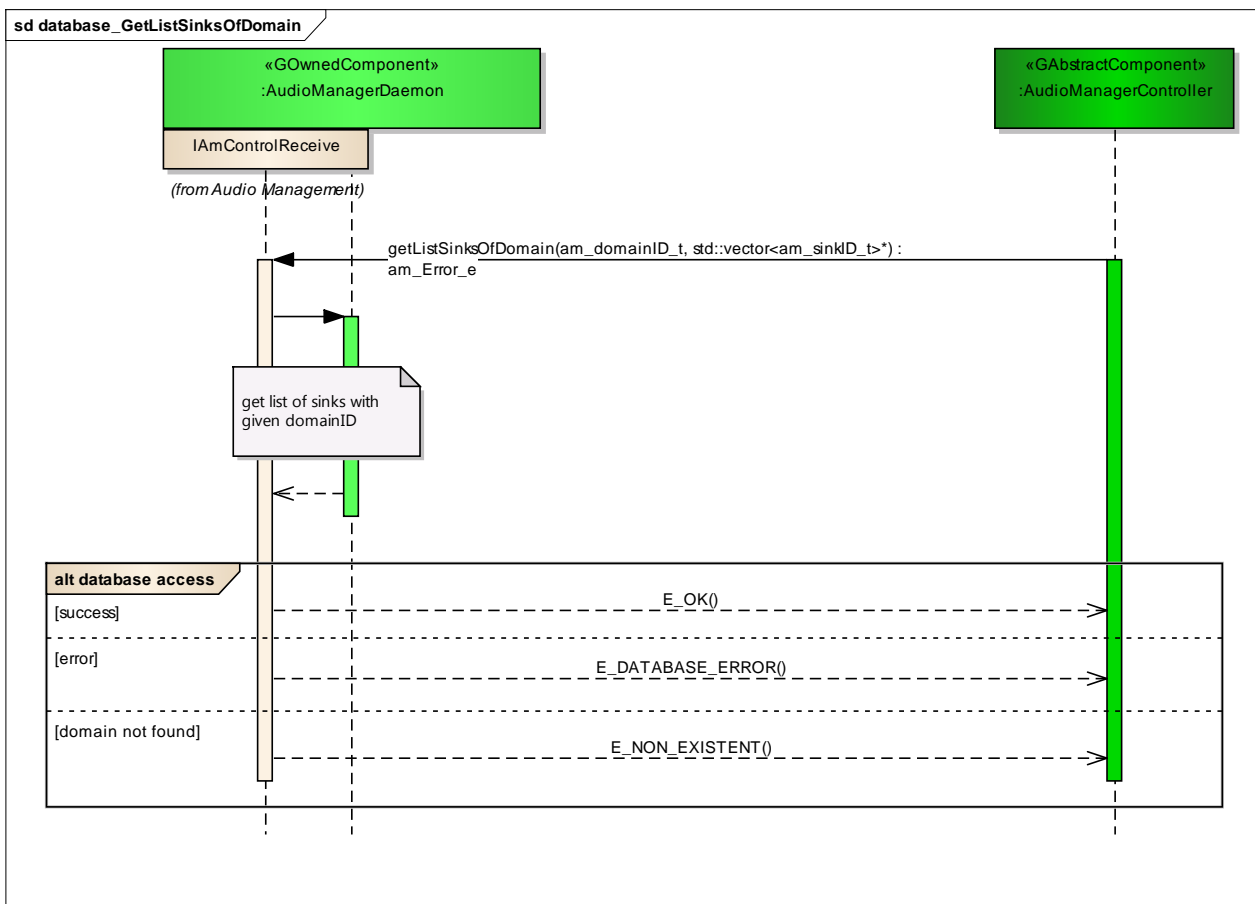 sd database_GetListSinksOfDomain
«GOwnedComponent»
:AudioManagerDaemon
«GAbstractComponent»
:AudioManagerController
IAmControlReceive
(from Audio Management)
getListSinksOfDomain(am_domainID_t, std::vector<am_sinkID_t>*) :
am_Error_e
get list of sinks with
given domainID
alt database access
[success]
E_OK()
[error]
E_DATABASE_ERROR()
[domain not found]
E_NON_EXISTENT()